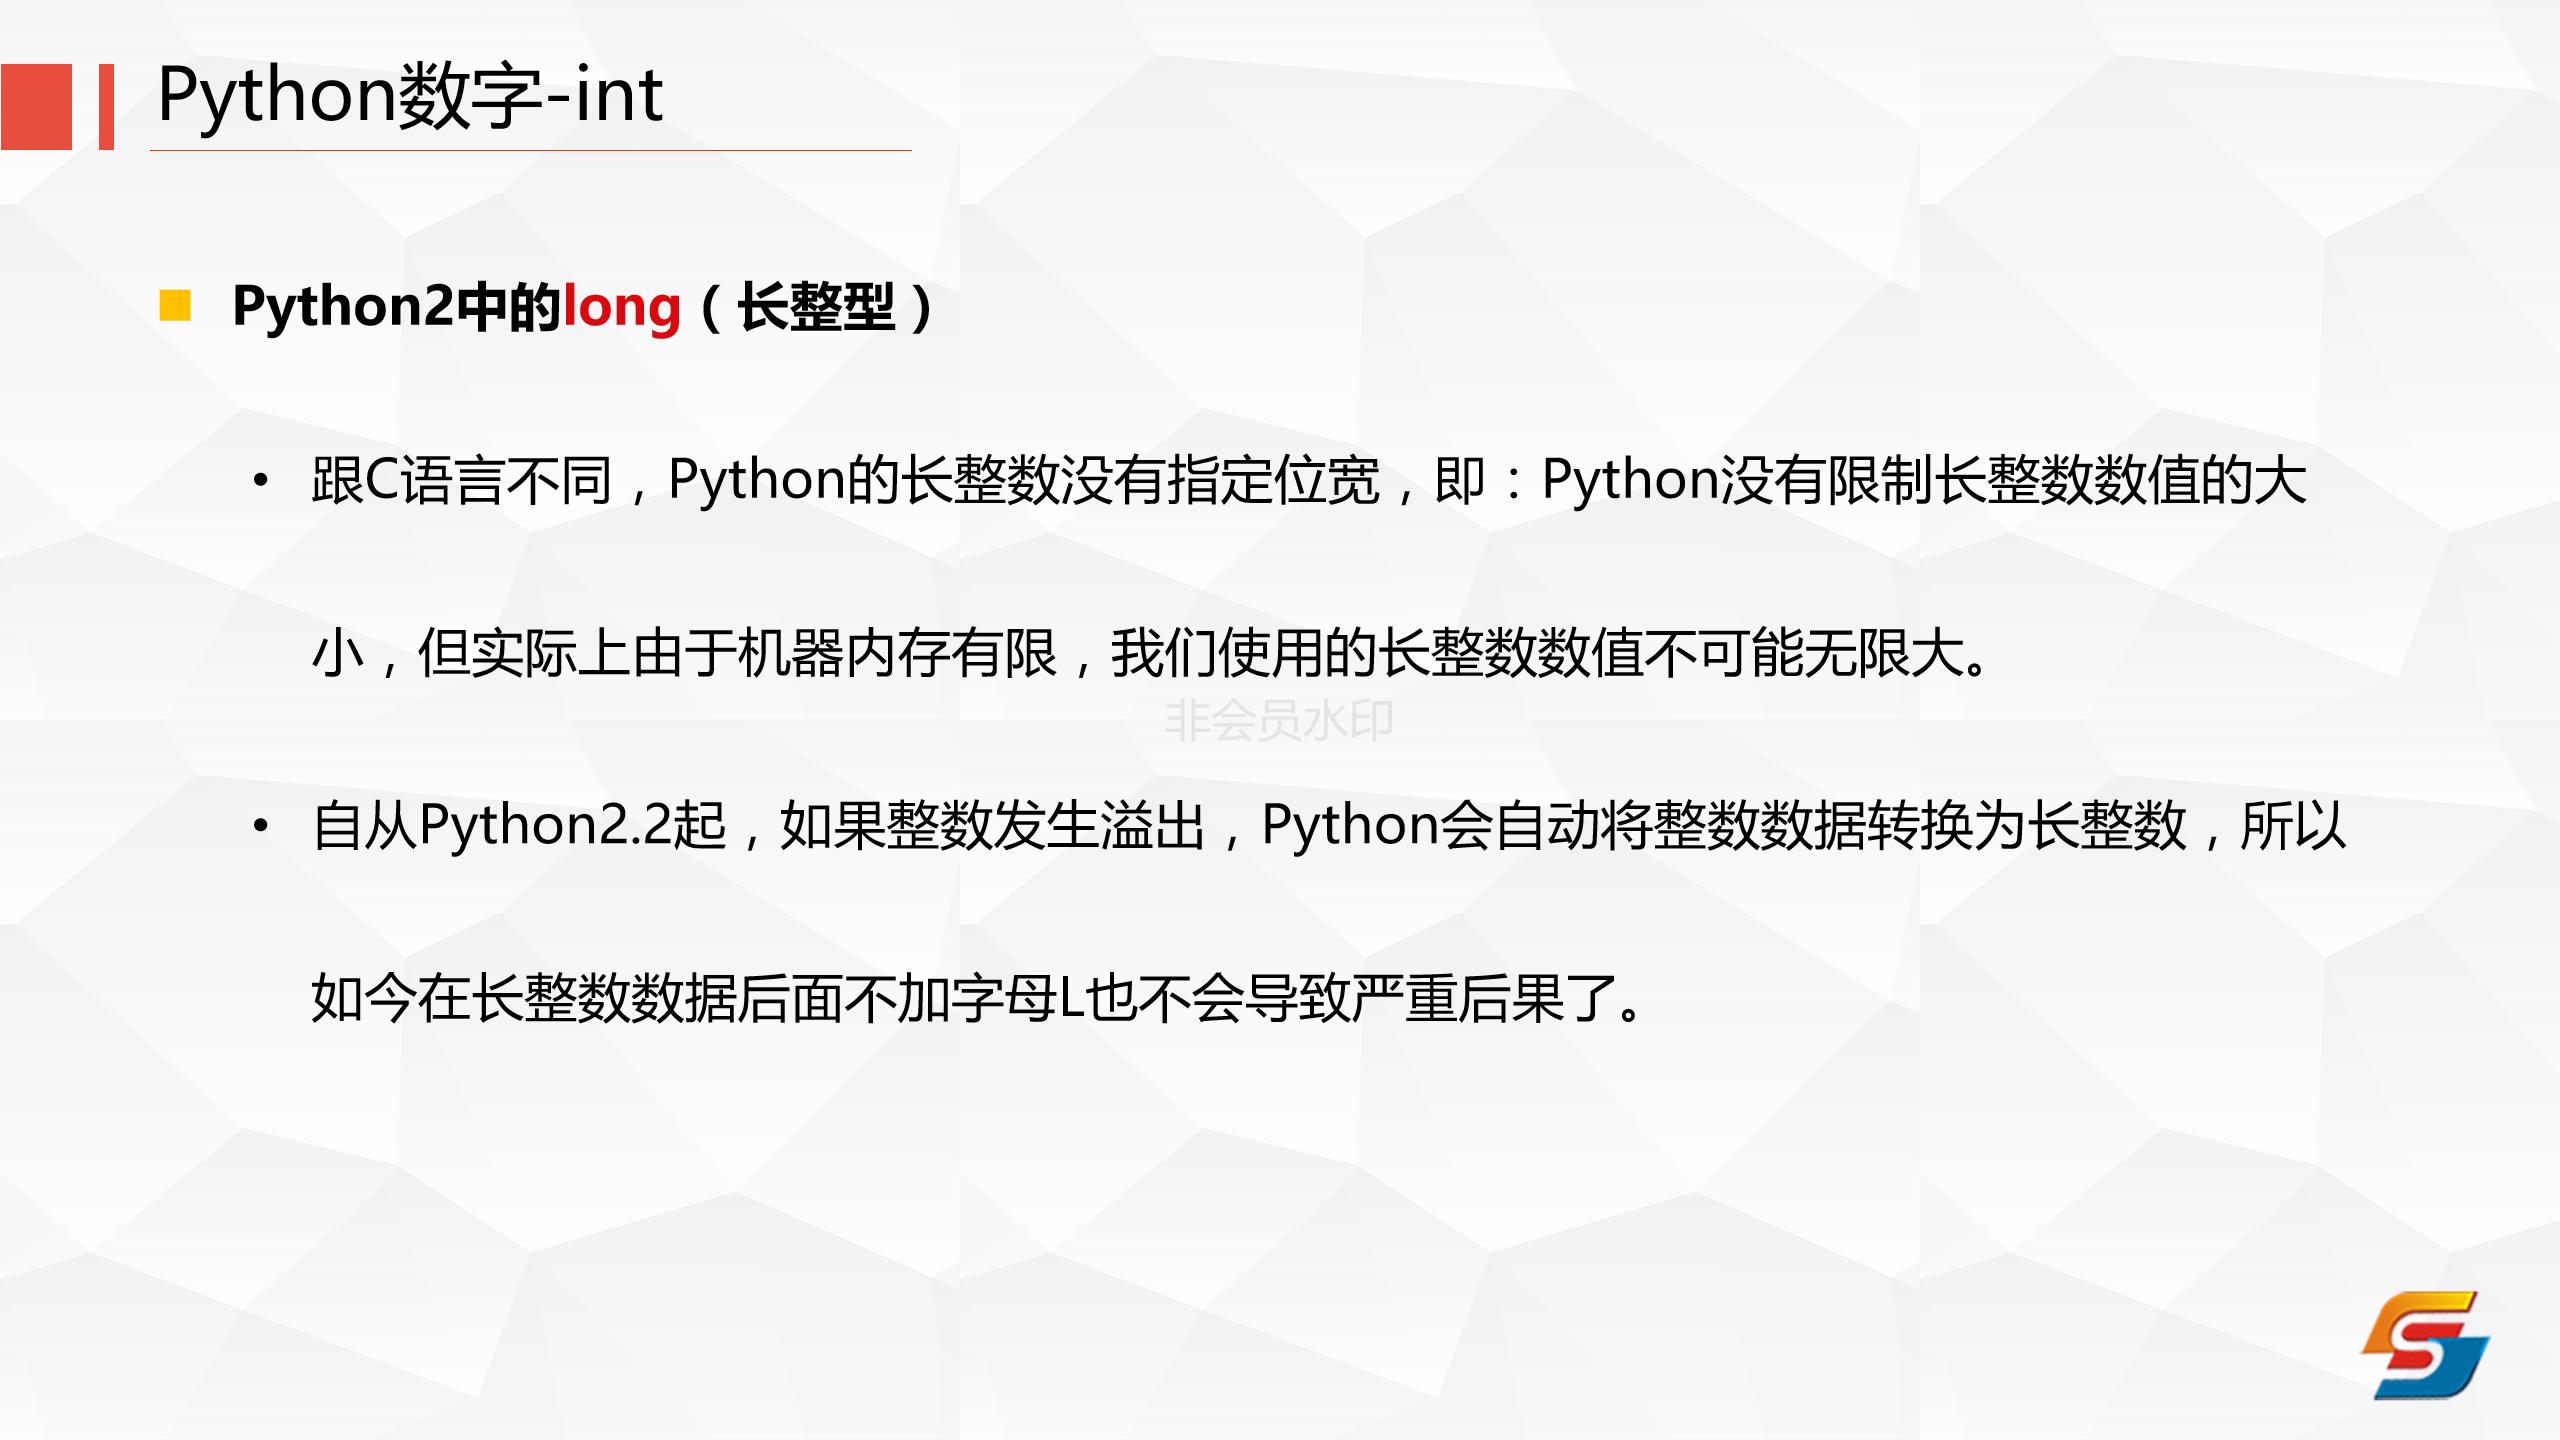 Python数字-int
Python2中的long（长整型）
• 跟C语言不同，Python的长整数没有指定位宽，即：Python没有限制长整数数值的大
小，但实际上由于机器内存有限，我们使用的长整数数值不可能无限大。
非会员水印
• 自从Python2.2起，如果整数发生溢出，Python会自动将整数数据转换为长整数，所以
如今在长整数数据后面不加字母L也不会导致严重后果了。